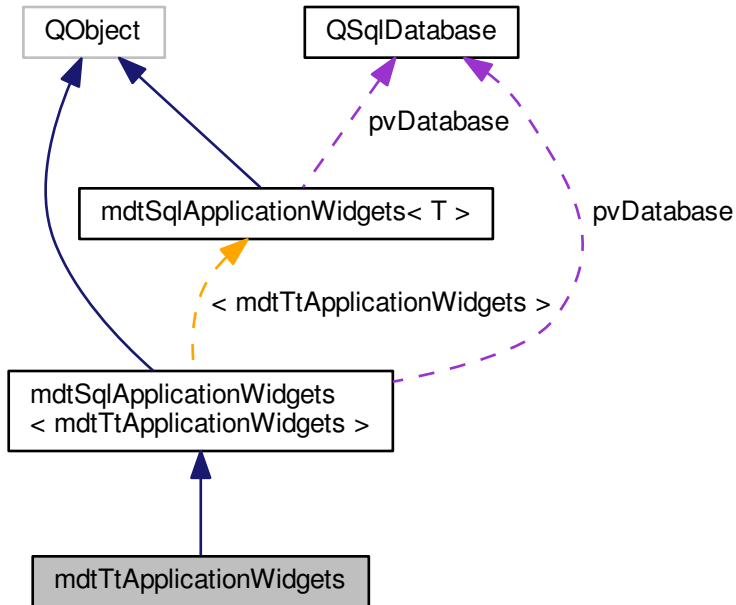 QObject
QSqlDatabase
pvDatabase
mdtSqlApplicationWidgets< T >
pvDatabase
< mdtTtApplicationWidgets >
mdtSqlApplicationWidgets
< mdtTtApplicationWidgets >
mdtTtApplicationWidgets